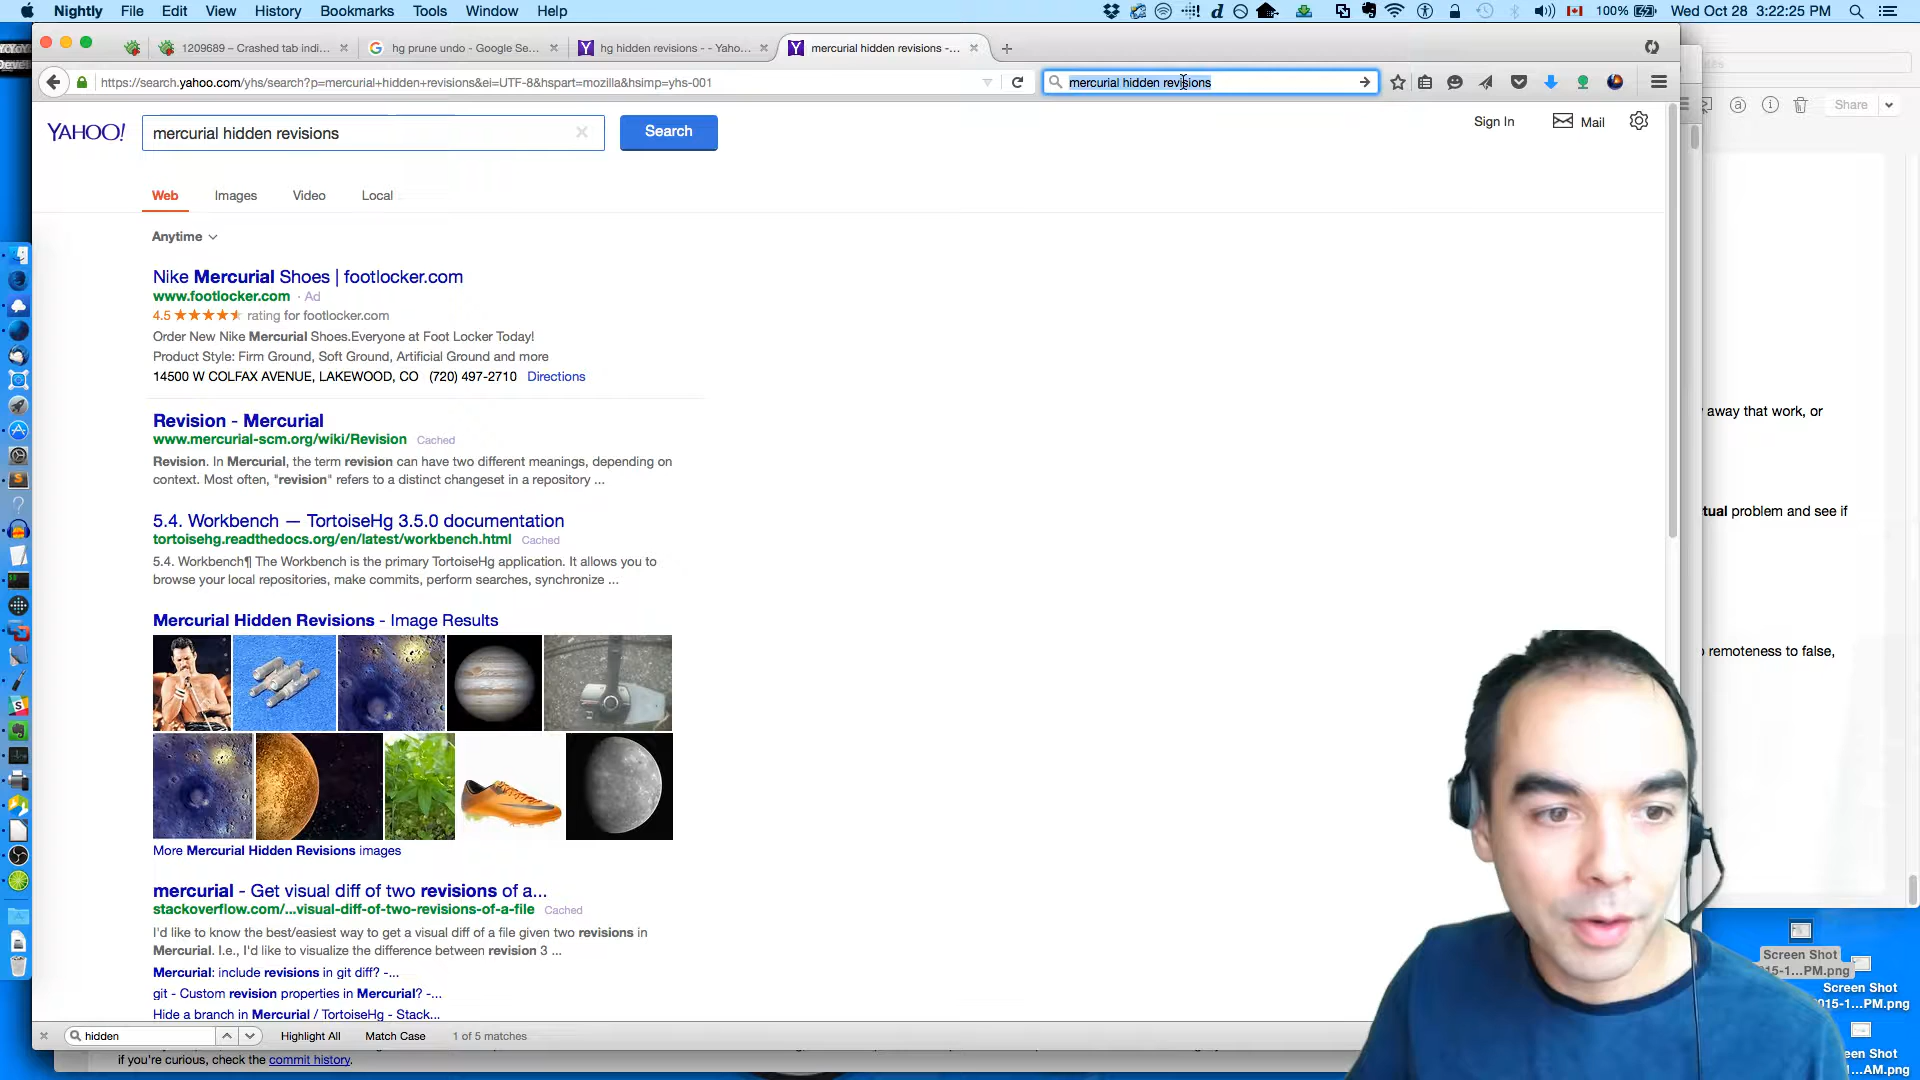 Nightly File Edit View History Bookmarks Tools Window Help
100% Wed Oct 28 3:22:25 PM
1209689 – Crashed tab indi...
hg prune undo - Google Se...
hg hidden revisions - - Yaho...
mercurial hidden revisions -...
https://search.yahoo.com/yhs/search?p=mercurial+hidden+revisions&ei=UTF-8&hspart=mozilla&hsimp=yhs-001
mercurial hidden revisions
YAHOO!
mercurial hidden revisions
Search
Sign In
Mail
Share
Web Images Video Local
Anytime
Nike Mercurial Shoes | footlocker.com
www.footlocker.com · Ad
4.5 rating for footlocker.com
Order New Nike Mercurial Shoes.Everyone at Foot Locker Today!
Product Style: Firm Ground, Soft Ground, Artificial Ground and more
14500 W COLFAX AVENUE, LAKEWOOD, CO (720) 497-2710 Directions
Revision - Mercurial
www.mercurial-scm.org/wiki/Revision Cached
Revision. In Mercurial, the term revision can have two different meanings, depending on
context. Most often, "revision" refers to a distinct changeset in a repository ...
5.4. Workbench — TortoiseHg 3.5.0 documentation
tortoisehg.readthedocs.org/en/latest/workbench.html Cached
5.4. Workbench¶ The Workbench is the primary TortoiseHg application. It allows you to
browse your local repositories, make commits, perform searches, synchronize ...
Mercurial Hidden Revisions - Image Results
More Mercurial Hidden Revisions images
mercurial - Get visual diff of two revisions of a...
stackoverflow.com/...visual-diff-of-two-revisions-of-a-file Cached
I'd like to know the best/easiest way to get a visual diff of a file given two revisions in
Mercurial. I.e., I'd like to visualize the difference between revision 3 ...
Mercurial: include revisions in git diff? -...
git - Custom revision properties in Mercurial? -...
Hide a branch in Mercurial / TortoiseHg - Stack...
hidden
Highlight All Match Case 1 of 5 matches
if you're curious, check the commit history.
away that work, or
tual problem and see if
remoteness to false,
Screen Shot
15-1...PM.png
Screen Shot
2015-1...PM.png
een Shot
1...AM.png